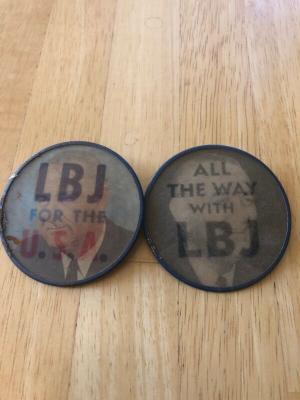 LBJ
FOR THE
U.S.A.
ALL
THE WAY
WITH
LBJ